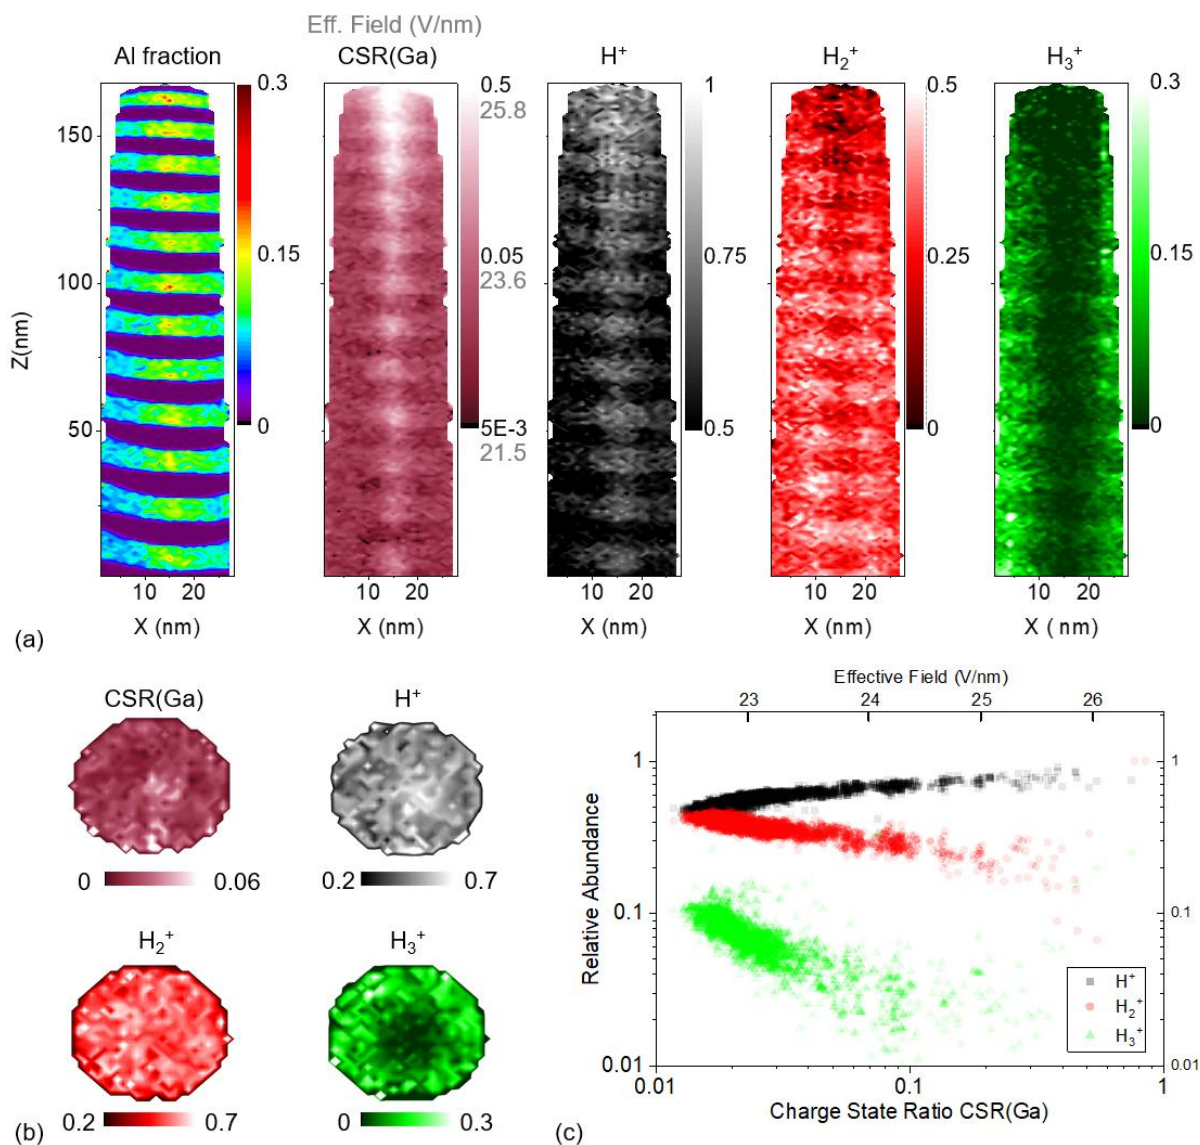 Eff. Field (V/nm)
Al fraction
CSR(Ga)
H⁺
H₂⁺
H₃⁺
0.3
0.15
0
0.5
25.8
0.05
23.6
5E-3
21.5
1
0.75
0.5
0.5
0.25
0
0.3
0.15
0
Z(nm)
150
100
50
10 20
10 20
10 20
10 20
10 20
X (nm)
X (nm)
X (nm)
X (nm)
X ( nm)
(a)
CSR(Ga)
0 0.06
H⁺
0.2 0.7
H₂⁺
0.2 0.7
H₃⁺
0 0.3
(b)
Effective Field (V/nm)
23 24 25 26
Relative Abundance
1
0.1
0.01
1
0.1
0.01
H⁺
H₂⁺
H₃⁺
0.01 0.1 1
Charge State Ratio CSR(Ga)
(c)